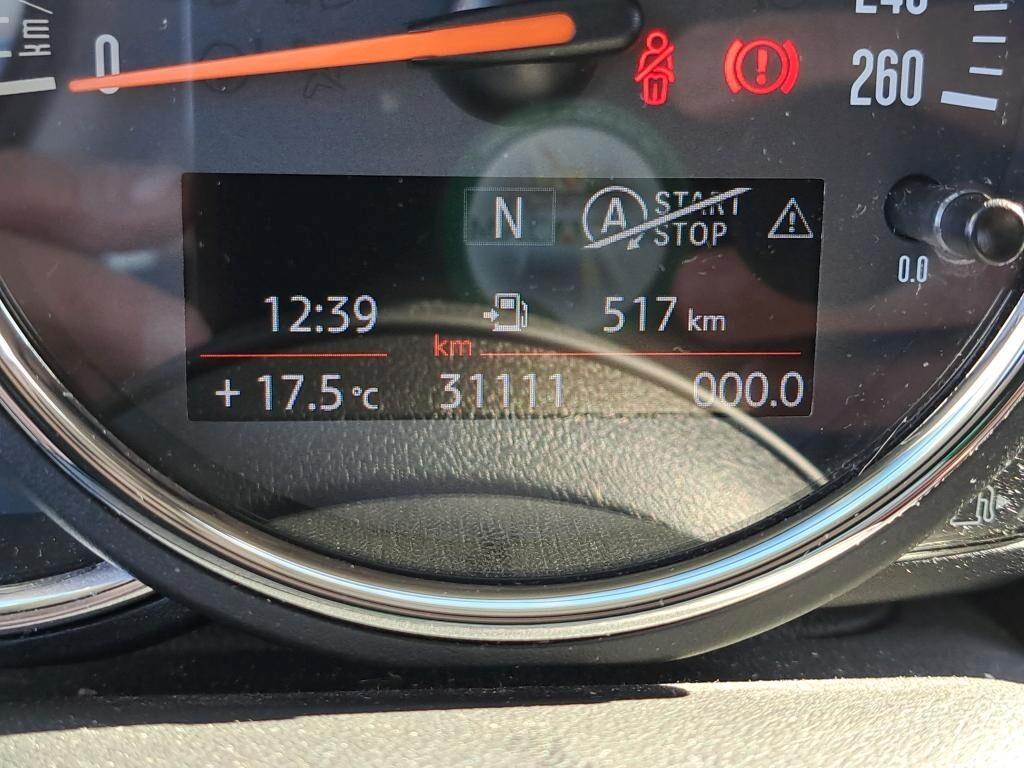 km/
0
240
260
N
A START
STOP
0.0
12:39
517 km
km
+ 17.5 °C
31111
000.0